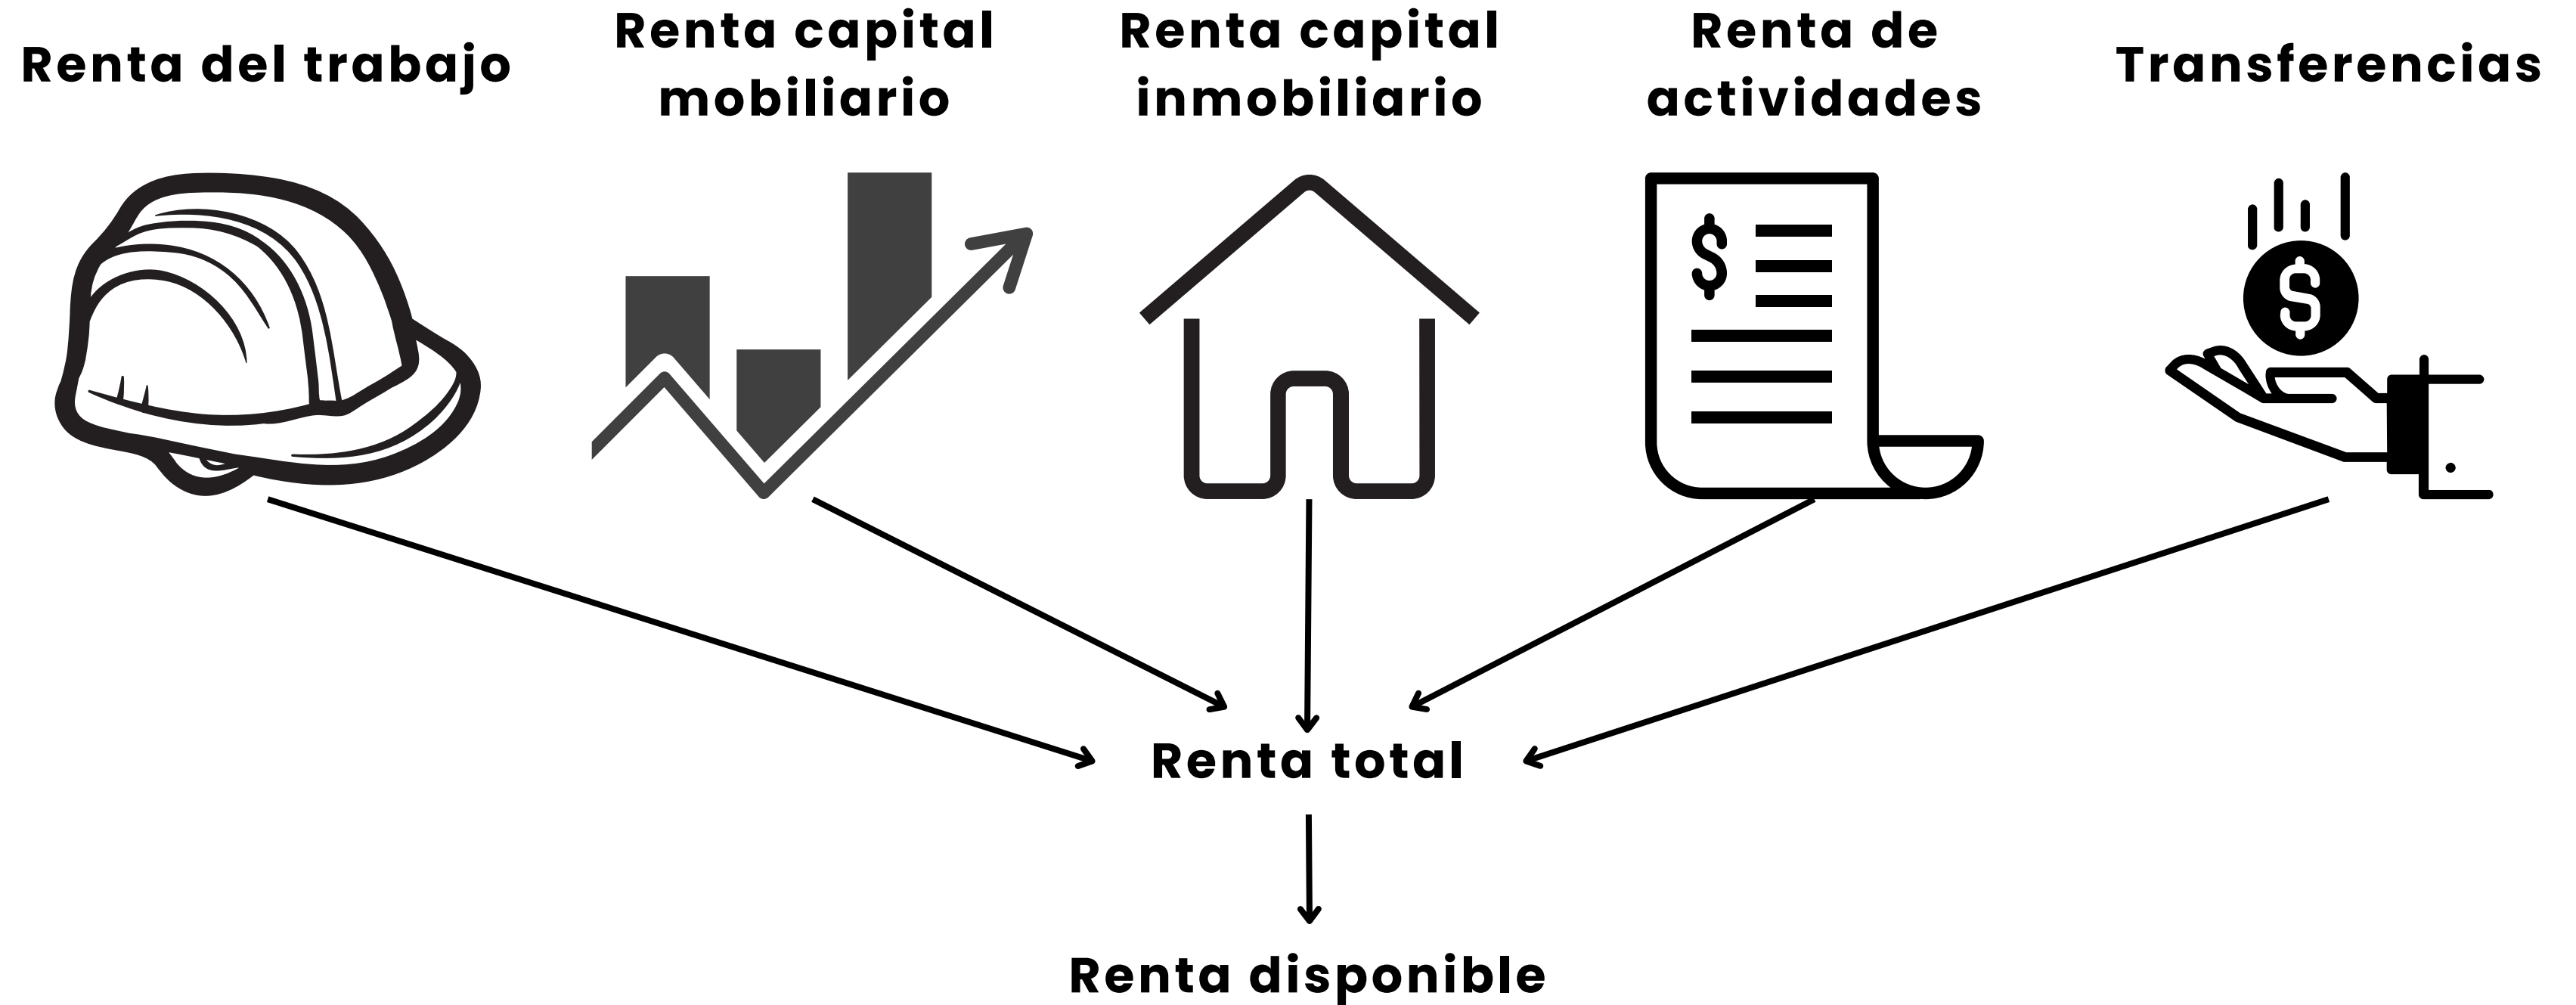 Renta del trabajo
Renta capital
mobiliario
Renta capital
inmobiliario
Renta de
actividades
Transferencias
$
$
Renta total
Renta disponible